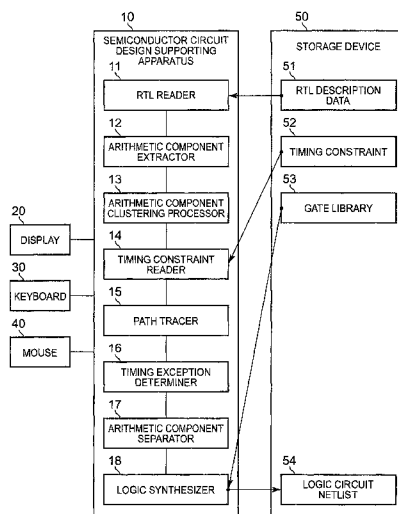 10
SEMICONDUCTOR CIRCUIT
DESIGN SUPPORTING
APPARATUS
11
RTL READER
12
ARITHMETIC COMPONENT
EXTRACTOR
13
ARITHMETIC COMPONENT
CLUSTERING PROCESSOR
14
TIMING CONSTRAINT
READER
15
PATH TRACER
16
TIMING EXCEPTION
DETERMINER
17
ARITHMETIC COMPONENT
SEPARATOR
18
LOGIC SYNTHESIZER
20
DISPLAY
30
KEYBOARD
40
MOUSE
50
STORAGE DEVICE
51
RTL DESCRIPTION
DATA
52
TIMING CONSTRAINT
53
GATE LIBRARY
54
LOGIC CIRCUIT
NETLIST